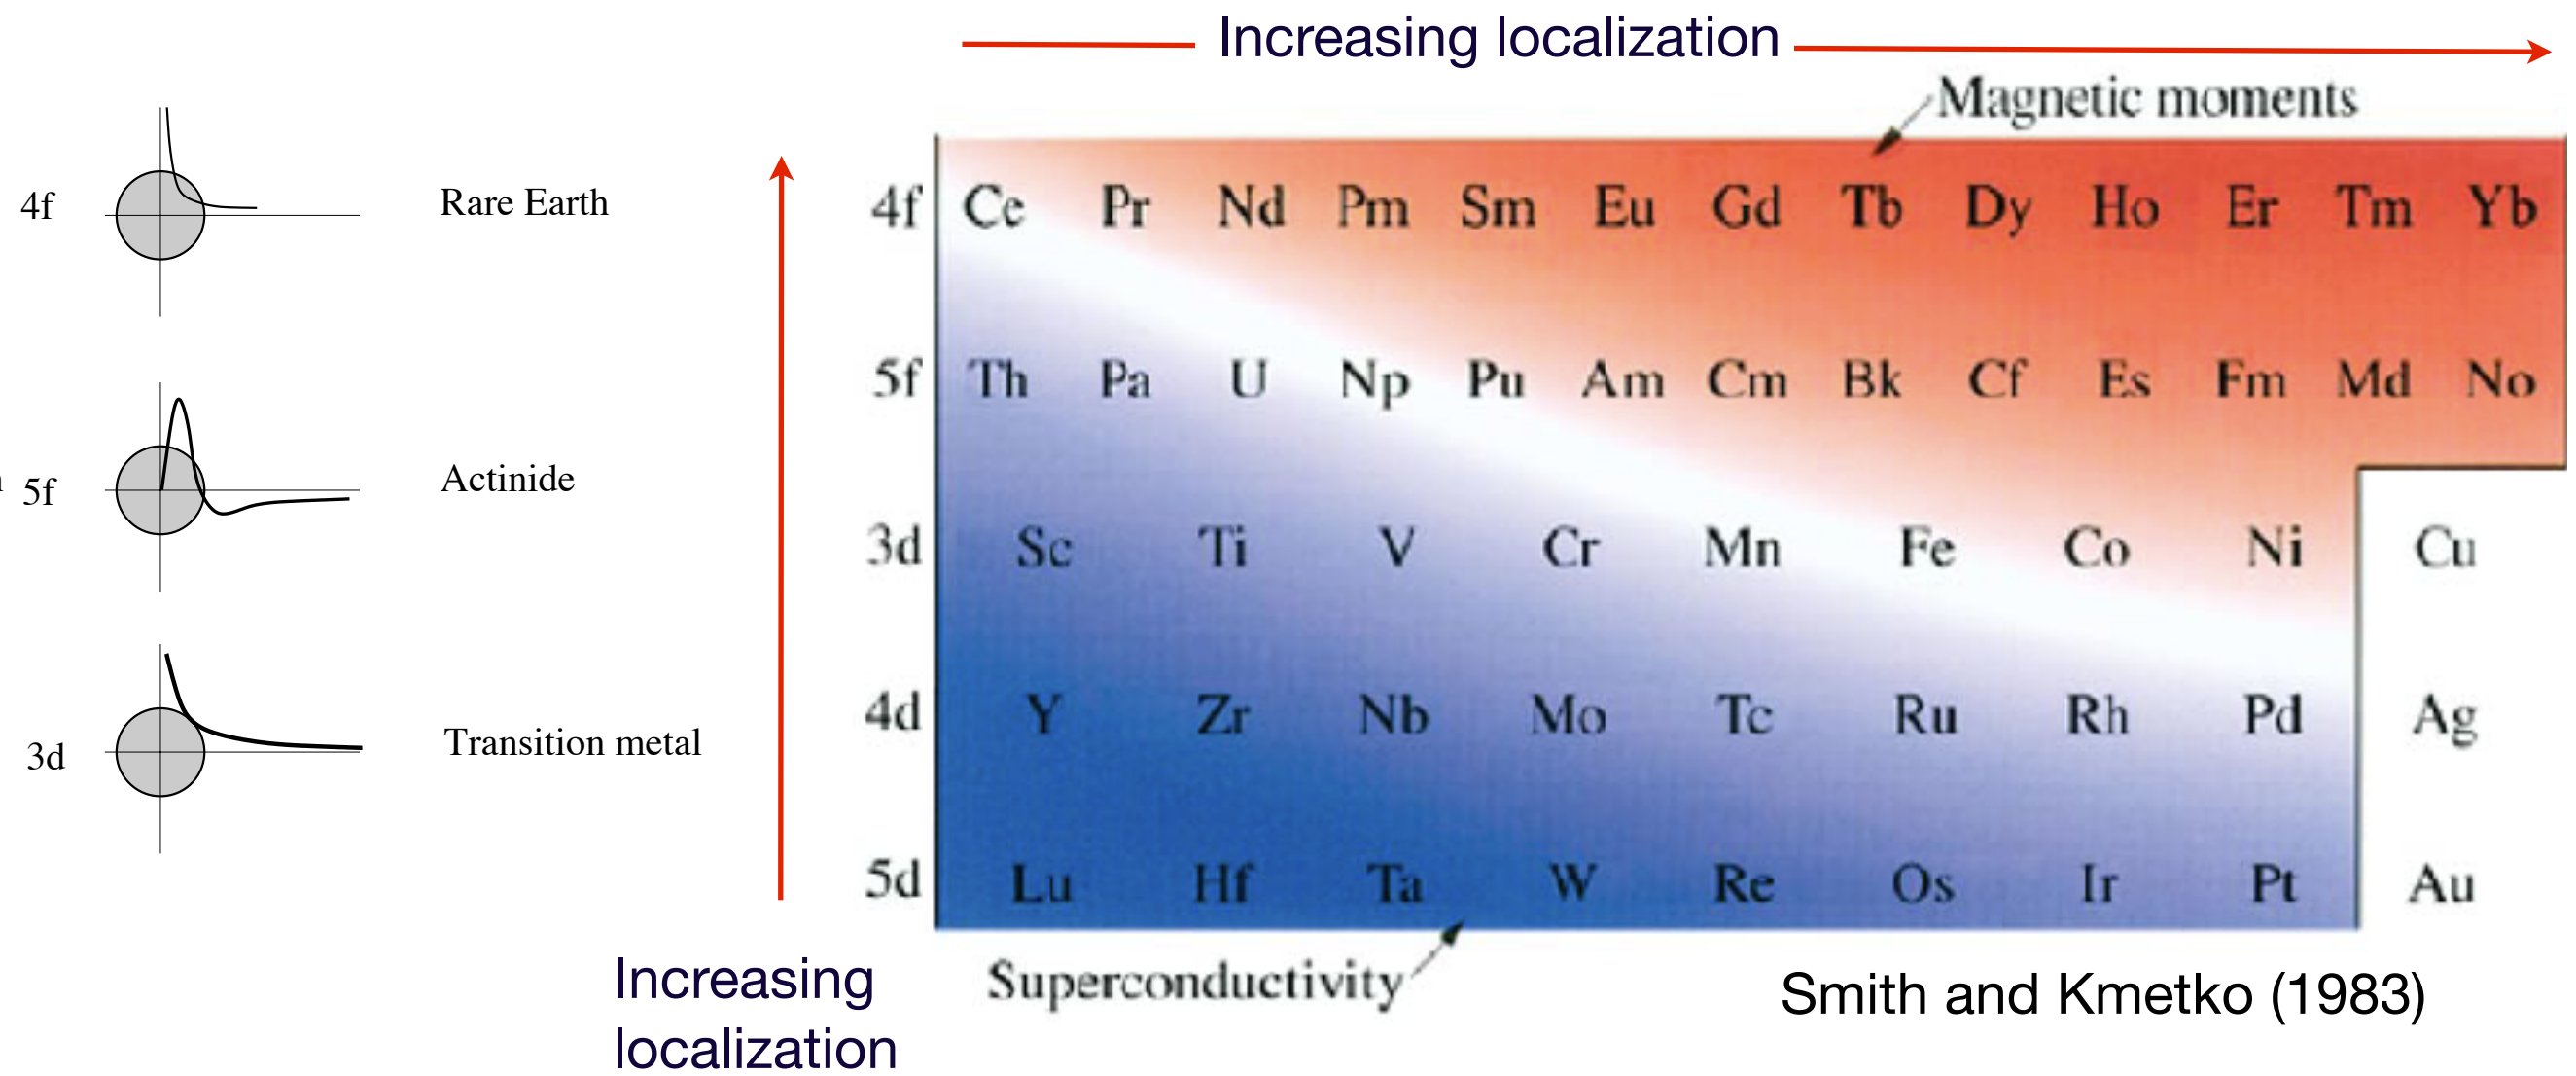 Increasing localization
Magnetic moments
4f Rare Earth
5f Actinide
3d Transition metal
4f Ce Pr Nd Pm Sm Eu Gd Tb Dy Ho Er Tm Yb
5f Th Pa U Np Pu Am Cm Bk Cf Es Fm Md No
3d Sc Ti V Cr Mn Fe Co Ni Cu
4d Y Zr Nb Mo Tc Ru Rh Pd Ag
5d Lu Hf Ta W Re Os Ir Pt Au
Increasing
localization
Superconductivity
Smith and Kmetko (1983)